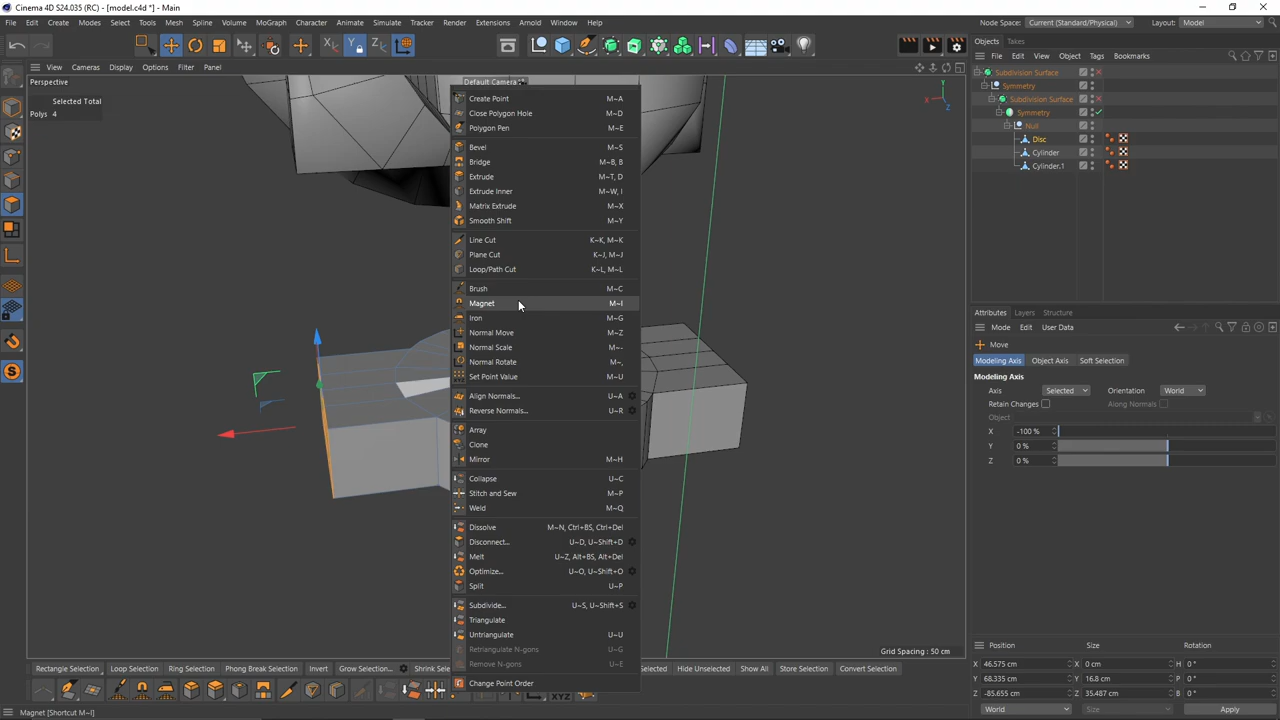 Cinema 4D S24.035 (RC) - [model.c4d *] - Main
File Edit Create Modes Select Tools Mesh Spline Volume MoGraph Character Animate Simulate Tracker Render Extensions Arnold Window Help
Node Space: Current (Standard/Physical) Layout: Model
View Cameras Display Options Filter Panel
Perspective
Default Camera
Selected Total
Polys 4
Create Point M~A
Close Polygon Hole M~D
Polygon Pen M~E
Bevel M~S
Bridge M~B, B
Extrude M~T, D
Extrude Inner M~W, I
Matrix Extrude M~X
Smooth Shift M~Y
Line Cut K~K, M~K
Plane Cut K~J, M~J
Loop/Path Cut K~L, M~L
Brush M~C
Magnet M~I
Iron M~G
Normal Move M~Z
Normal Scale M~-
Normal Rotate M~,
Set Point Value M~U
Align Normals... U~A
Reverse Normals... U~R
Array
Clone
Mirror M~H
Collapse U~C
Stitch and Sew M~P
Weld M~Q
Dissolve M~N, Ctrl+BS, Ctrl+Del
Disconnect... U~D, U~Shift+D
Melt U~Z, Alt+BS, Alt+Del
Optimize... U~O, U~Shift+O
Split U~P
Subdivide... U~S, U~Shift+S
Triangulate
Untriangulate U~U
Retriangulate N-gons U~G
Remove N-gons U~E
Change Point Order
Grid Spacing : 50 cm
Rectangle Selection Loop Selection Ring Selection Phong Break Selection Invert Grow Selection... Shrink Sele
Selected Hide Unselected Show All Store Selection Convert Selection
Magnet [Shortcut M~I]
Objects Takes
File Edit View Object Tags Bookmarks
Subdivision Surface
Symmetry
Subdivision Surface
Symmetry
Null
Disc
Cylinder
Cylinder.1
Attributes Layers Structure
Mode Edit User Data
Move
Modeling Axis Object Axis Soft Selection
Modeling Axis
Axis Selected Orientation World
Retain Changes Along Normals
Object
X -100 %
Y 0 %
Z 0 %
Position Size Rotation
X 46.575 cm X 0 cm H 0 °
Y 68.335 cm Y 16.8 cm P 0 °
Z -85.655 cm Z 35.487 cm B 0 °
World Size Apply
X
Y
Z
X
Z
XYZ
S